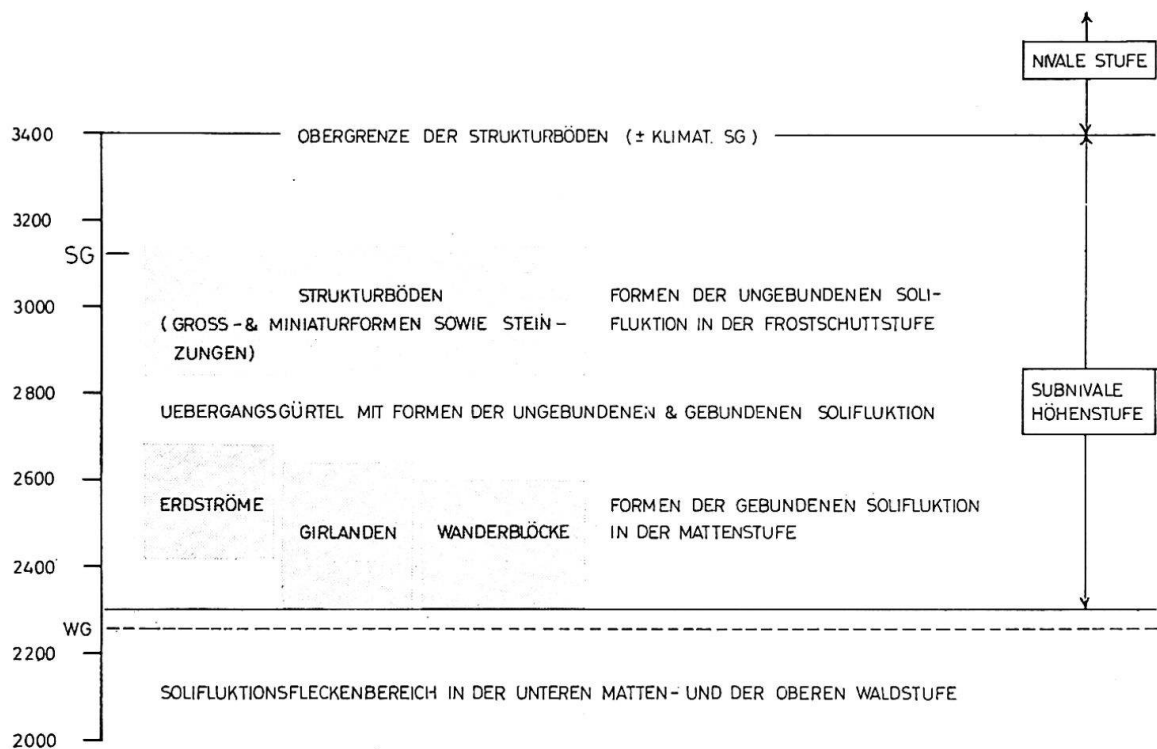 NIVALE STUFE
3400
OBERGRENZE DER STRUKTURBÖDEN (± KLIMAT. SG)
3200
SG
3000
STRUKTURBÖDEN
(GROSS-& MINIATURFORMEN SOWIE STEIN-
ZUNGEN)
FORMEN DER UNGEBUNDENEN SOLI-
FLUKTION IN DER FROSTSCHUTTSTUFE
2800
SUBNIVALE
HÖHENSTUFE
UEBERGANGSGÜRTEL MIT FORMEN DER UNGEBUNDENEN & GEBUNDENEN SOLIFLUKTION
2600
ERDSTRÖME
GIRLANDEN
WANDERBLÖCKE
FORMEN DER GEBUNDENEN SOLIFLUKTION
IN DER MATTENSTUFE
2400
WG
2200
SOLIFLUKTIONSFLECKENBEREICH IN DER UNTEREN MATTEN- UND DER OBEREN WALDSTUFE
2000